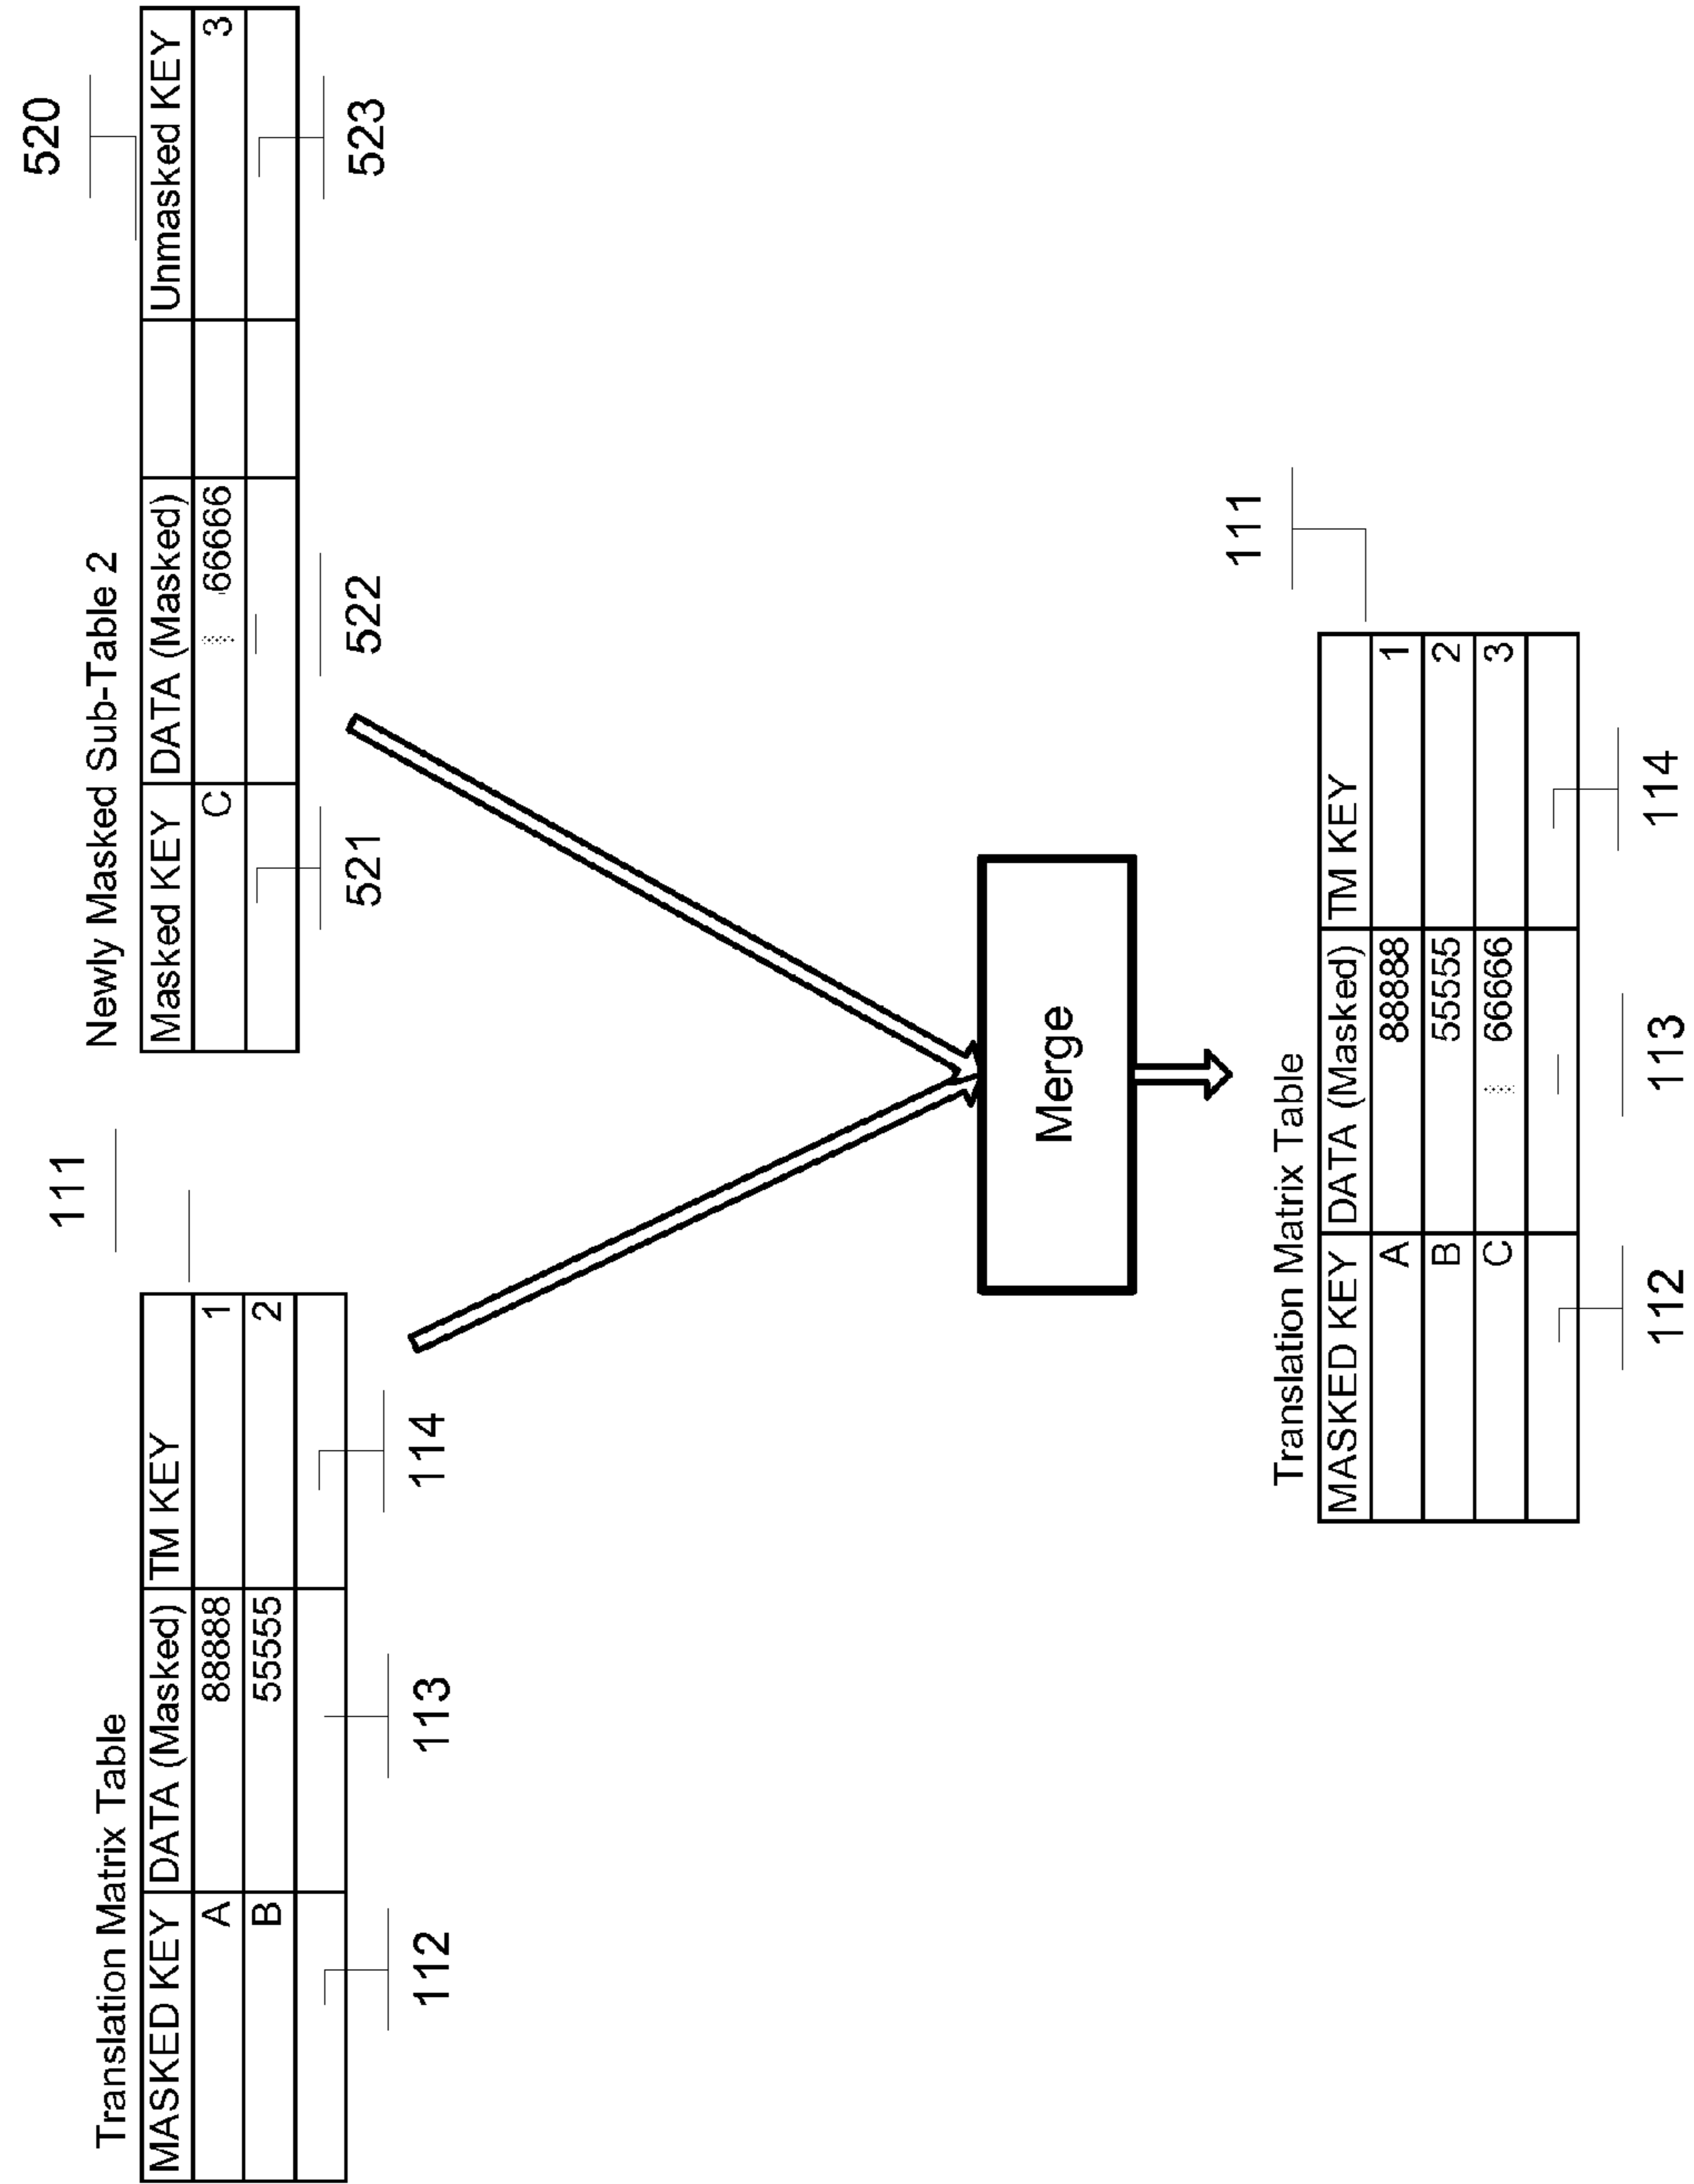 520
111
Translation Matrix Table
Newly Masked Sub-Table 2
MASKED KEY DATA (Masked) TM KEY
A 88888 1
B 55555 2
Masked KEY DATA (Masked) Unmasked KEY
C 66666 3
112 113 114
521 522 523
Merge
111
Translation Matrix Table
MASKED KEY DATA (Masked) TM KEY
A 88888 1
B 55555 2
C 66666 3
112 113 114